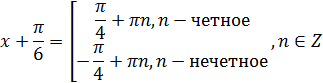 x + π/6 = [ π/4 + πn, n − четное
−π/4 + πn, n − нечетное , n ∈ Z